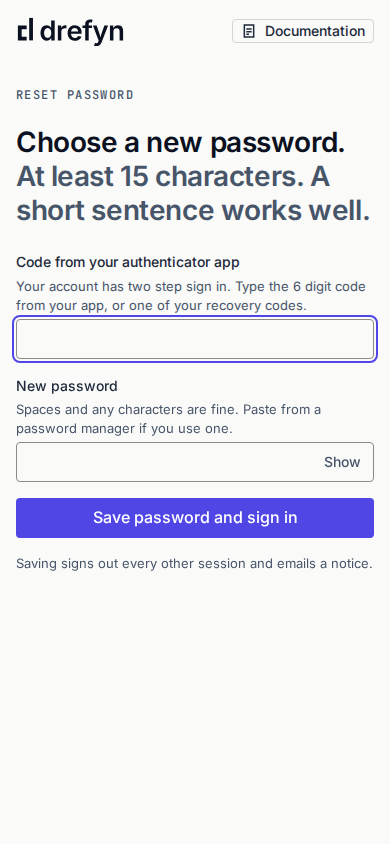 drefyn
Documentation
RESET PASSWORD
Choose a new password.
At least 15 characters. A
short sentence works well.
Code from your authenticator app
Your account has two step sign in. Type the 6 digit code
from your app, or one of your recovery codes.
New password
Spaces and any characters are fine. Paste from a
password manager if you use one.
Show
Save password and sign in
Saving signs out every other session and emails a notice.